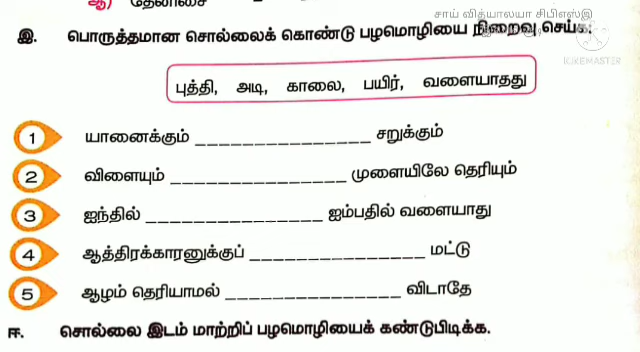 ஆ) தேனிசை
சாய் வித்யாலயா சிபிஎஸ்இ
இ. பொருத்தமான சொல்லைக் கொண்டு பழமொழியை நிறைவு செய்க.
KINEMASTER
புத்தி, அடி, காலை, பயிர், வளையாதது
1 யானைக்கும் ________________ சறுக்கும்
2 விளையும் ________________ முளையிலே தெரியும்
3 ஐந்தில் ________________ ஐம்பதில் வளையாது
4 ஆத்திரக்காரனுக்குப் ________________ மட்டு
5 ஆழம் தெரியாமல் ________________ விடாதே
ஈ. சொல்லை இடம் மாற்றிப் பழமொழியைக் கண்டுபிடிக்க.